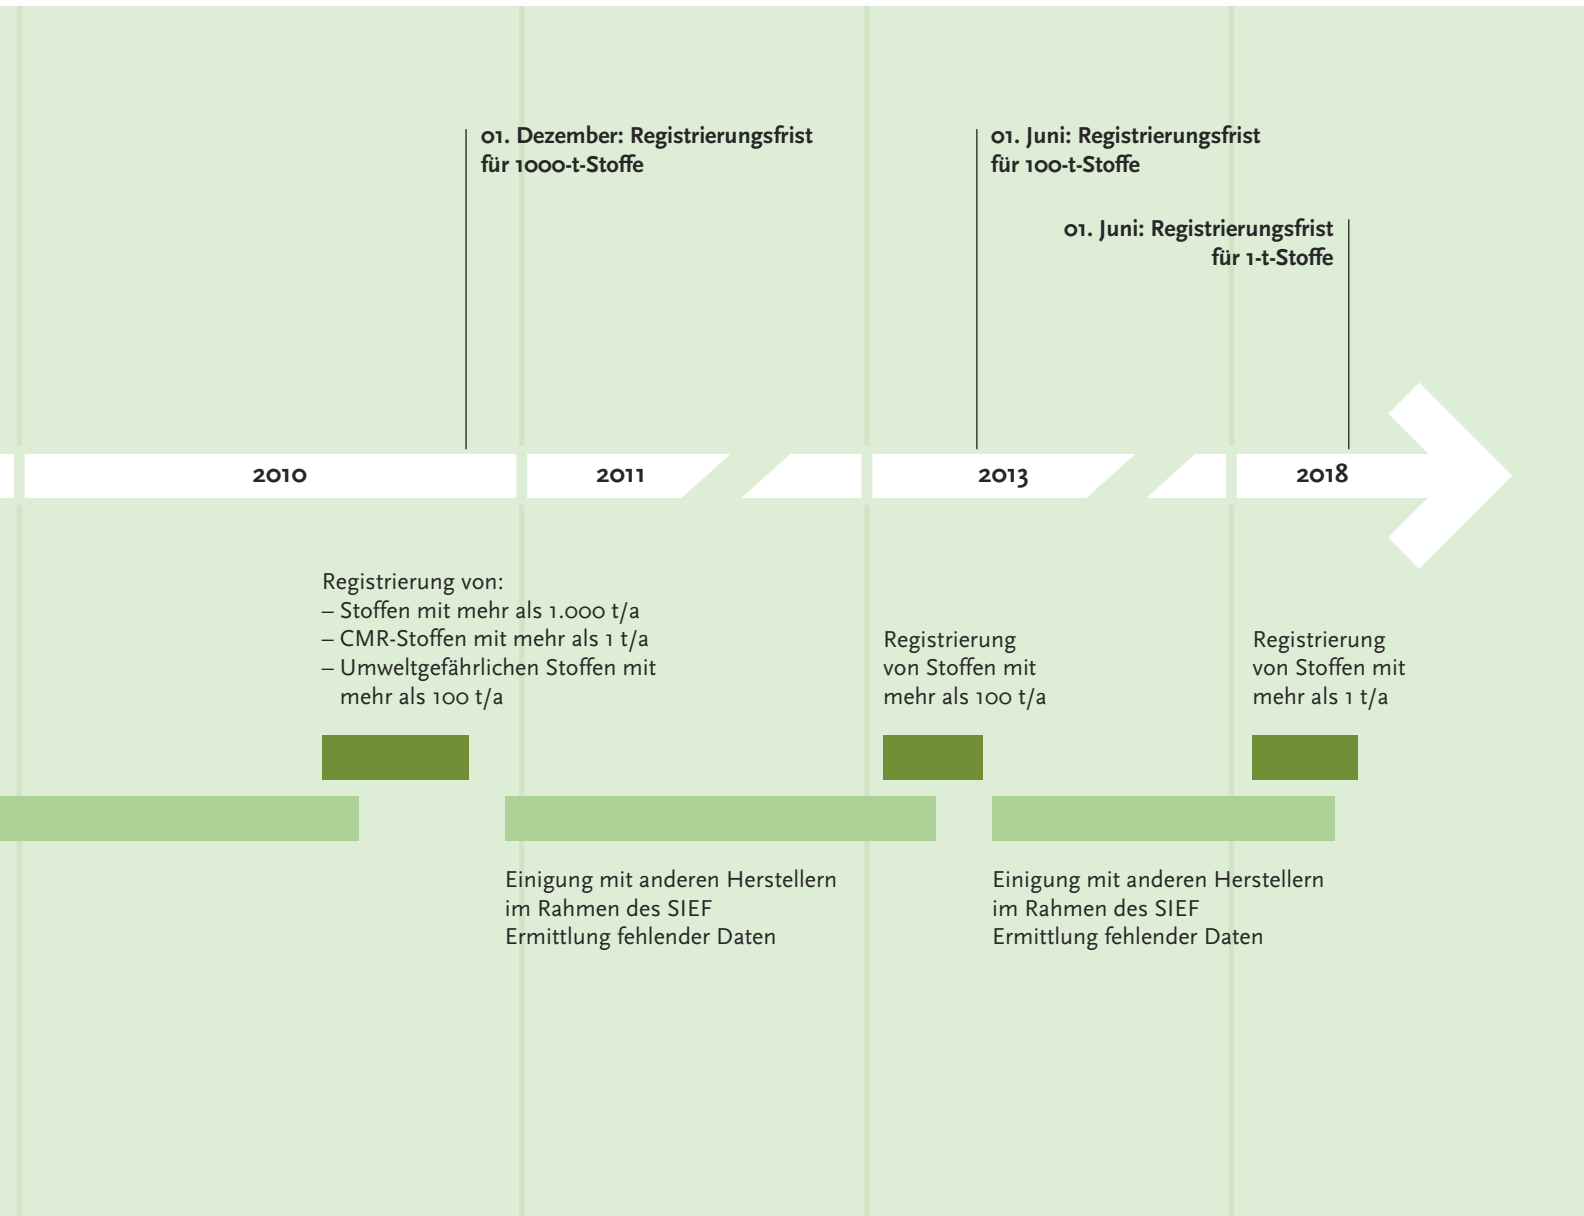 01. Dezember: Registrierungsfrist
für 1000-t-Stoffe
01. Juni: Registrierungsfrist
für 100-t-Stoffe
01. Juni: Registrierungsfrist
für 1-t-Stoffe
2010
2011
2013
2018
Registrierung von:
– Stoffen mit mehr als 1.000 t/a
– CMR-Stoffen mit mehr als 1 t/a
– Umweltgefährlichen Stoffen mit
mehr als 100 t/a
Registrierung
von Stoffen mit
mehr als 100 t/a
Registrierung
von Stoffen mit
mehr als 1 t/a
Einigung mit anderen Herstellern
im Rahmen des SIEF
Ermittlung fehlender Daten
Einigung mit anderen Herstellern
im Rahmen des SIEF
Ermittlung fehlender Daten